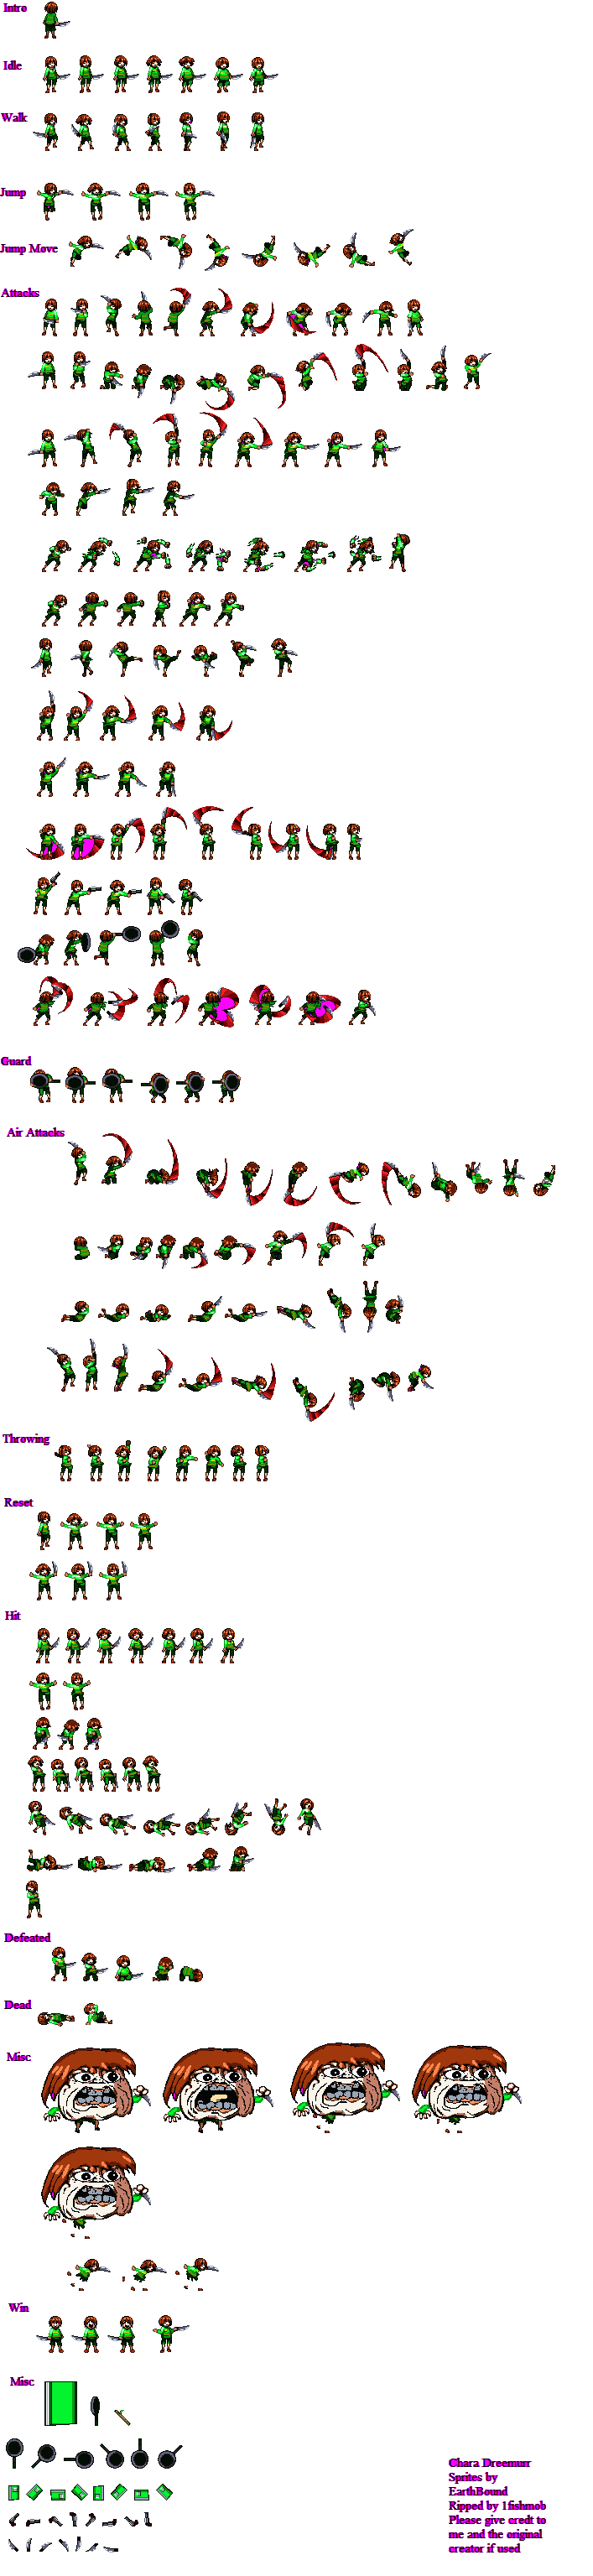 Intro
Idle
Walk
Jump
Jump Move
Attacks
Guard
Air Attacks
Throwing
Reset
Hit
Defeated
Dead
Misc
Win
Misc
Chara Dreemurr
Sprites by
EarthBound
Ripped by 1fishmob
Please give credt to
me and the original
creator if used